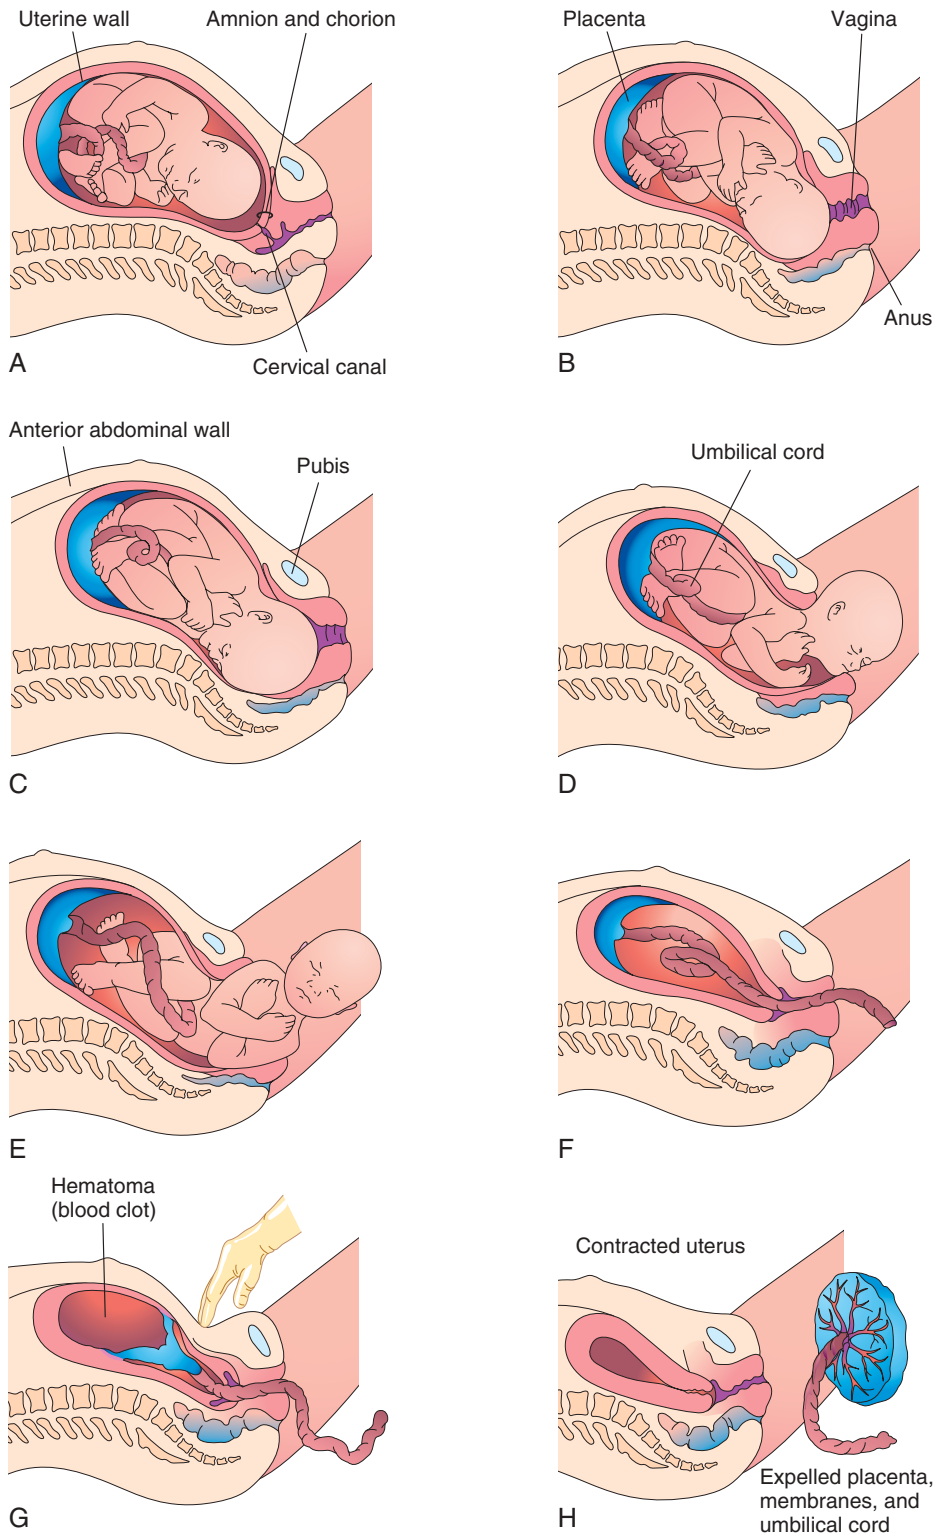 Uterine wall
Amnion and chorion
Placenta
Vagina
Anus
Cervical canal
A
B
Anterior abdominal wall
Pubis
Umbilical cord
C
D
E
F
Hematoma
(blood clot)
Contracted uterus
Expelled placenta,
membranes, and
umbilical cord
G
H